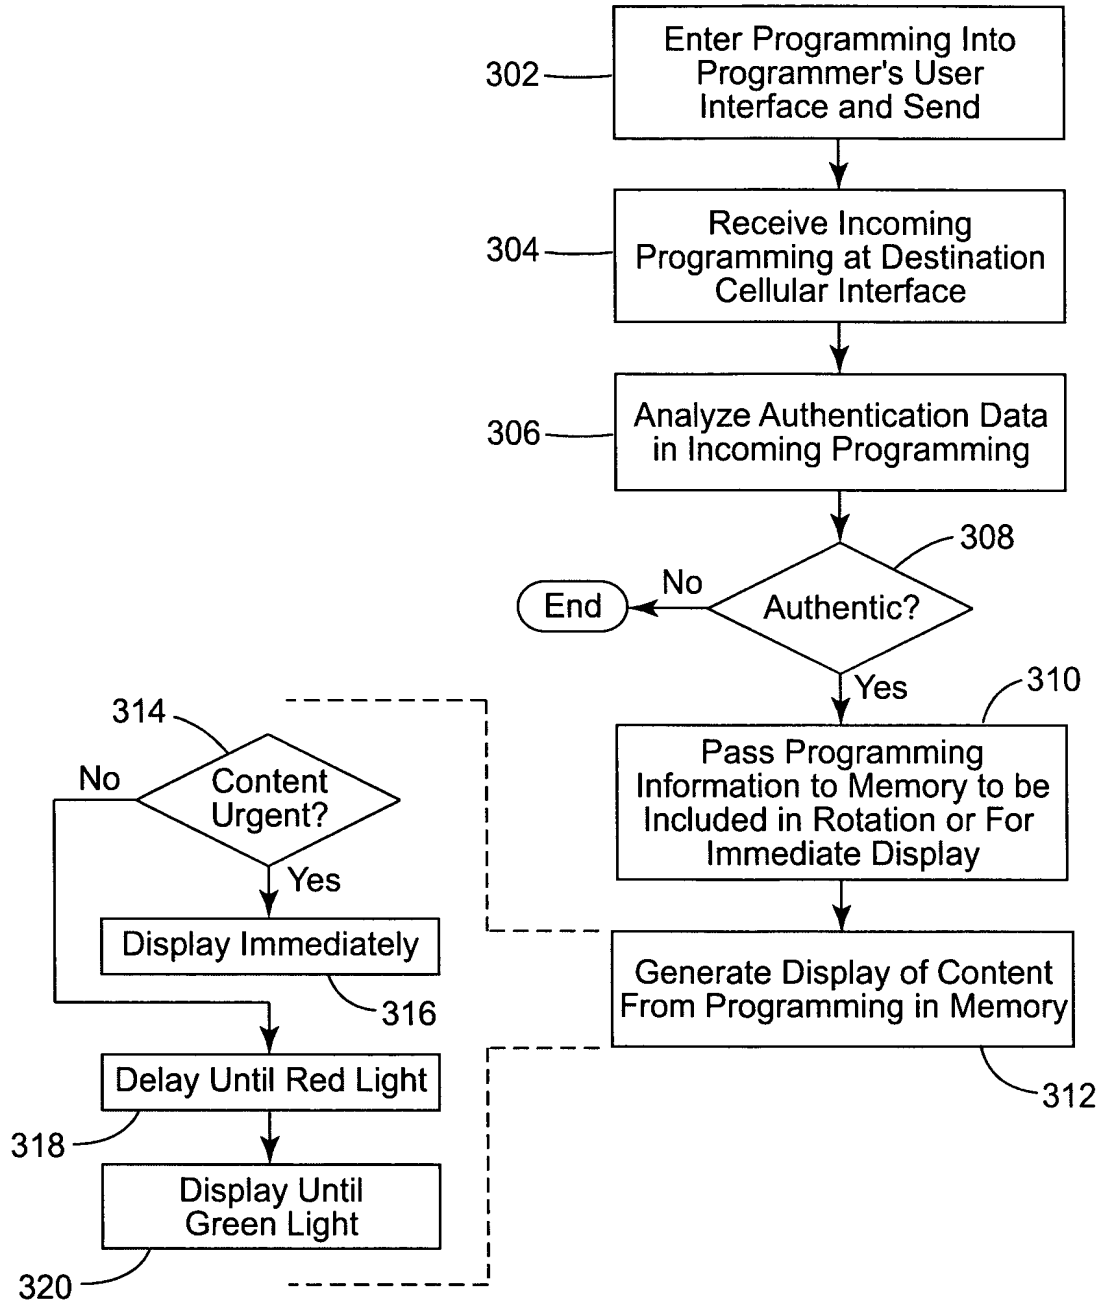 Enter Programming Into
Programmer's User
Interface and Send
302
Receive Incoming
Programming at Destination
Cellular Interface
304
Analyze Authentication Data
in Incoming Programming
306
308
Authentic?
No
End
Yes
310
Pass Programming
Information to Memory to be
Included in Rotation or For
Immediate Display
Generate Display of Content
From Programming in Memory
312
314
Content
Urgent?
No
Yes
Display Immediately
316
Delay Until Red Light
318
Display Until
Green Light
320